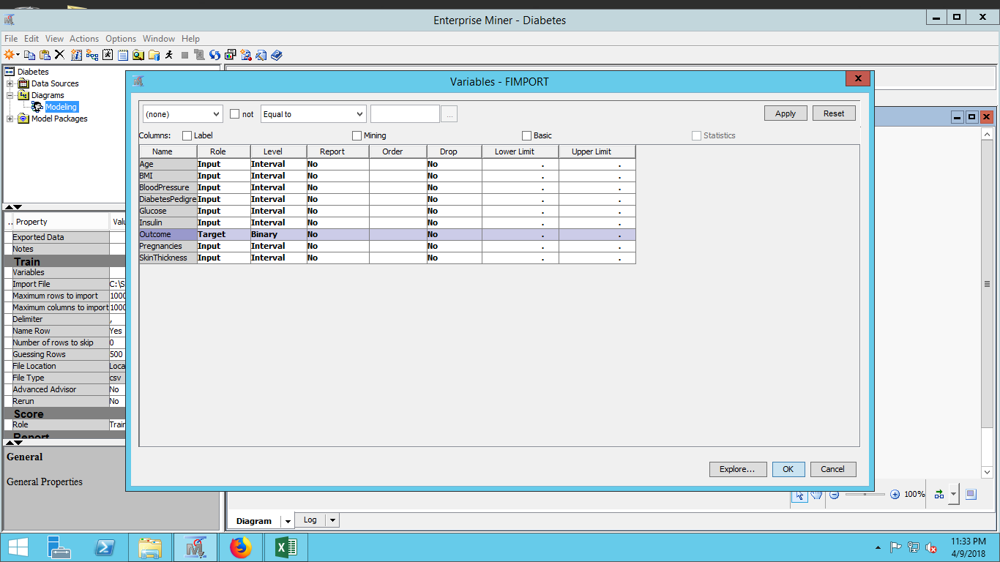 Enterprise Miner - Diabetes
File Edit View Actions Options Window Help
Diabetes
Data Sources
Diagrams
Modeling
Model Packages
.. Property Valu
Exported Data
Notes
Train
Variables
Import File C:\S
Maximum rows to import 1000
Maximum columns to import 1000
Delimiter ,
Name Row Yes
Number of rows to skip 0
Guessing Rows 500
File Location Loca
File Type csv
Advanced Advisor No
Rerun No
Score
Role Train
Report
General
General Properties
Variables - FIMPORT
(none) not Equal to ... Apply Reset
Columns: Label Mining Basic Statistics
Name Role Level Report Order Drop Lower Limit Upper Limit
Age Input Interval No No . .
BMI Input Interval No No . .
BloodPressure Input Interval No No . .
DiabetesPedigre Input Interval No No . .
Glucose Input Interval No No . .
Insulin Input Interval No No . .
Outcome Target Binary No No . .
Pregnancies Input Interval No No . .
SkinThickness Input Interval No No . .
Explore... OK Cancel
100%
Diagram Log
11:33 PM
4/9/2018